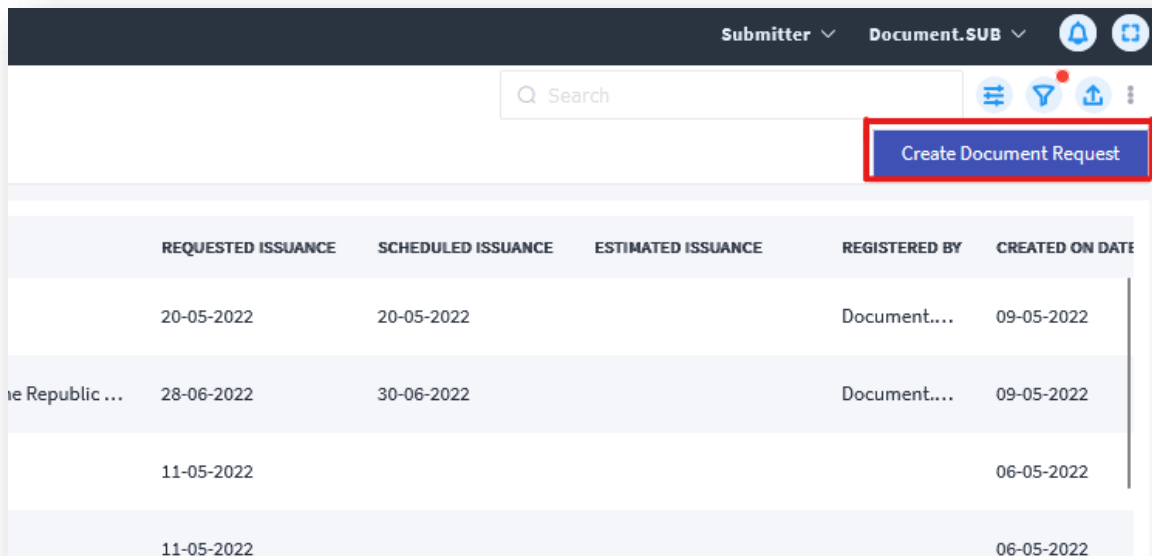 Submitter Document.SUB
Search
Create Document Request
REQUESTED ISSUANCE SCHEDULED ISSUANCE ESTIMATED ISSUANCE REGISTERED BY CREATED ON DATE
20-05-2022 20-05-2022 Document.... 09-05-2022
ne Republic ... 28-06-2022 30-06-2022 Document.... 09-05-2022
11-05-2022 06-05-2022
11-05-2022 06-05-2022